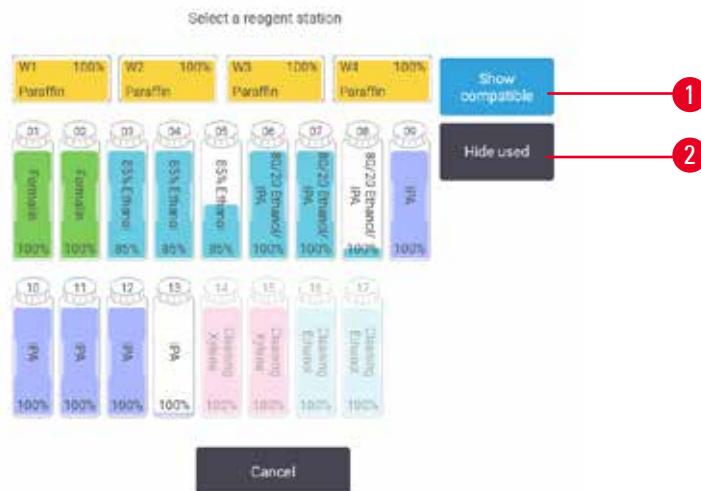 Select a reagent station
W1 100%
Paraffin
W2 100%
Paraffin
W3 100%
Paraffin
W4 100%
Paraffin
Show
compatible
1
Hide used
2
01
Formalin
100%
02
Formalin
100%
03
85% Ethanol
85%
04
85% Ethanol
85%
05
85% Ethanol
85%
06
80/20 Ethanol/
IPA
100%
07
80/20 Ethanol/
IPA
100%
08
80/20 Ethanol/
IPA
100%
09
IPA
100%
10
IPA
100%
11
IPA
100%
12
IPA
100%
13
IPA
100%
14
Cleaning
Xylene
100%
15
Cleaning
Xylene
100%
16
Cleaning
Ethanol
100%
17
Cleaning
Ethanol
100%
Cancel